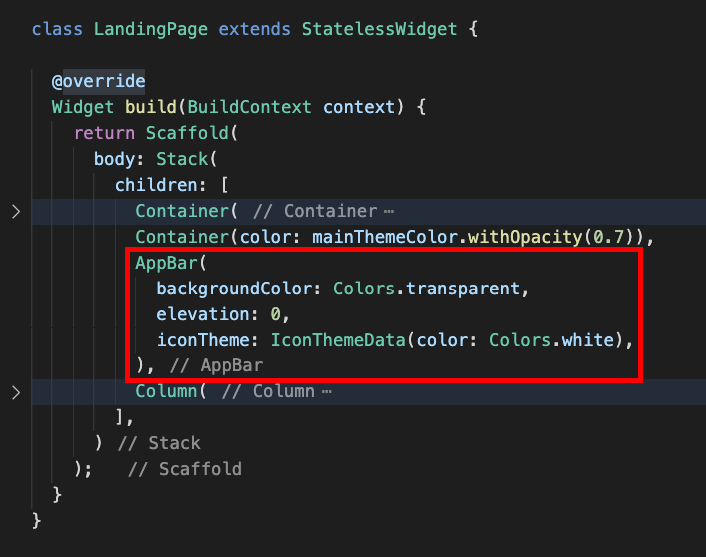 class LandingPage extends StatelessWidget {
@override
Widget build(BuildContext context) {
return Scaffold(
body: Stack(
children: [
Container( // Container ⋯
Container(color: mainThemeColor.withOpacity(0.7)),
AppBar(
backgroundColor: Colors.transparent,
elevation: 0,
iconTheme: IconThemeData(color: Colors.white),
), // AppBar
Column( // Column ⋯
],
) // Stack
); // Scaffold
}
}